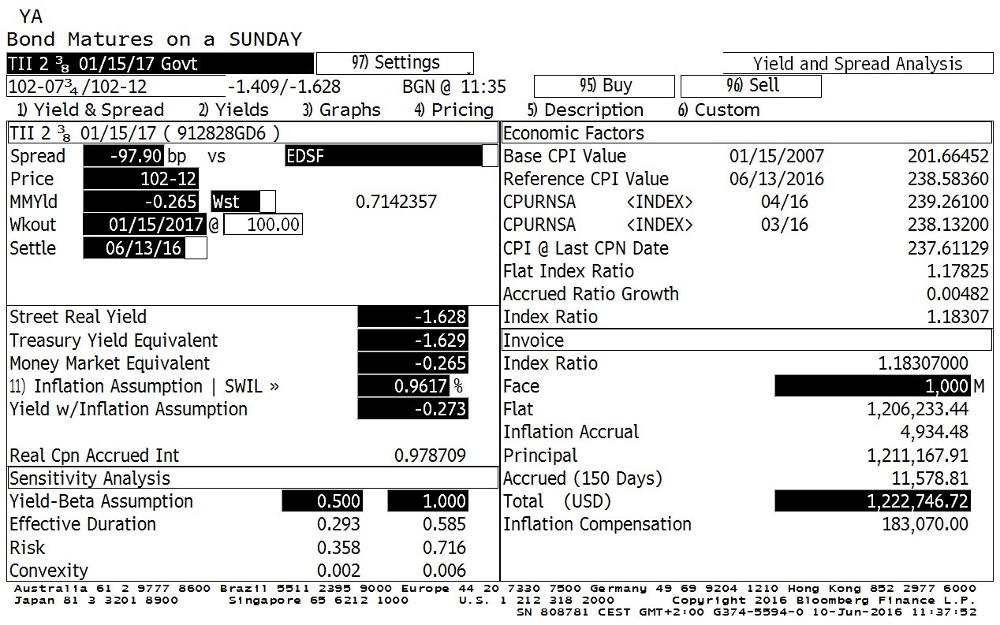 YA
Bond Matures on a SUNDAY
TII 2 ³⁄₈ 01/15/17 Govt 97) Settings Yield and Spread Analysis
102-07¾/102-12 -1.409/-1.628 BGN @ 11:35 95) Buy 96) Sell
1) Yield & Spread 2) Yields 3) Graphs 4) Pricing 5) Description 6) Custom
TII 2 ³⁄₈ 01/15/17 ( 912828GD6 )
Spread -97.90 bp vs EDSF
Price 102-12
MMYld -0.265 Wst 0.7142357
Wkout 01/15/2017 @ 100.00
Settle 06/13/16
Street Real Yield -1.628
Treasury Yield Equivalent -1.629
Money Market Equivalent -0.265
11) Inflation Assumption | SWIL » 0.9617 %
Yield w/Inflation Assumption -0.273
Real Cpn Accrued Int 0.978709
Sensitivity Analysis
Yield-Beta Assumption 0.500 1.000
Effective Duration 0.293 0.585
Risk 0.358 0.716
Convexity 0.002 0.006
Economic Factors
Base CPI Value 01/15/2007 201.66452
Reference CPI Value 06/13/2016 238.58360
CPURNSA <INDEX> 04/16 239.26100
CPURNSA <INDEX> 03/16 238.13200
CPI @ Last CPN Date 237.61129
Flat Index Ratio 1.17825
Accrued Ratio Growth 0.00482
Index Ratio 1.18307
Invoice
Index Ratio 1.18307000
Face 1,000 M
Flat 1,206,233.44
Inflation Accrual 4,934.48
Principal 1,211,167.91
Accrued (150 Days) 11,578.81
Total (USD) 1,222,746.72
Inflation Compensation 183,070.00
Australia 61 2 9777 8600 Brazil 5511 2395 9000 Europe 44 20 7330 7500 Germany 49 69 9204 1210 Hong Kong 852 2977 6000
Japan 81 3 3201 8900 Singapore 65 6212 1000 U.S. 1 212 318 2000 Copyright 2016 Bloomberg Finance L.P.
SN 808781 CEST GMT+2:00 G374-5594-0 10-Jun-2016 11:37:52